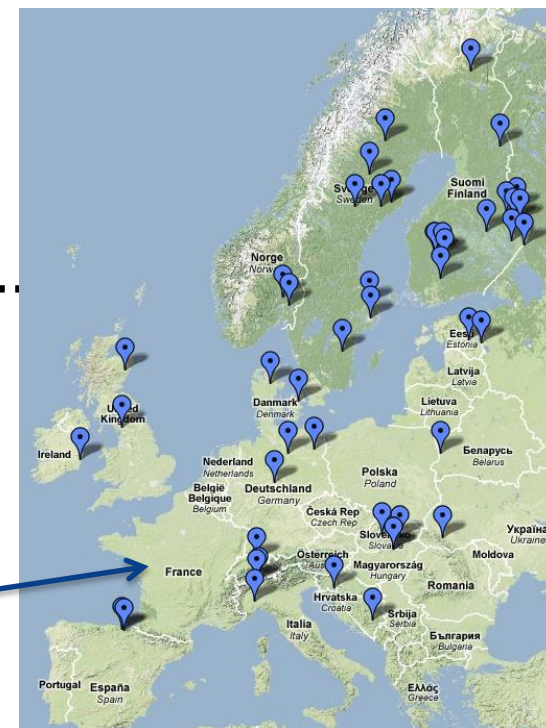 Suomi
Finland
Sverige
Sweden
Norge
Norway
Eesti
Estonia
Latvija
Latvia
Danmark
Denmark
Lietuva
Lithuania
United
Kingdom
Ireland
Беларусь
Belarus
Nederland
Netherlands
Polska
Poland
België
Belgique
Belgium
Deutschland
Germany
Česká Rep
Czech Rep
Україна
Ukraine
Österreich
Magyarország
Hungary
Moldova
France
România
Hrvatska
Croatia
Srbija
Serbia
Italia
Italy
България
Bulgaria
Portugal
España
Spain
Ελλάς
Greece